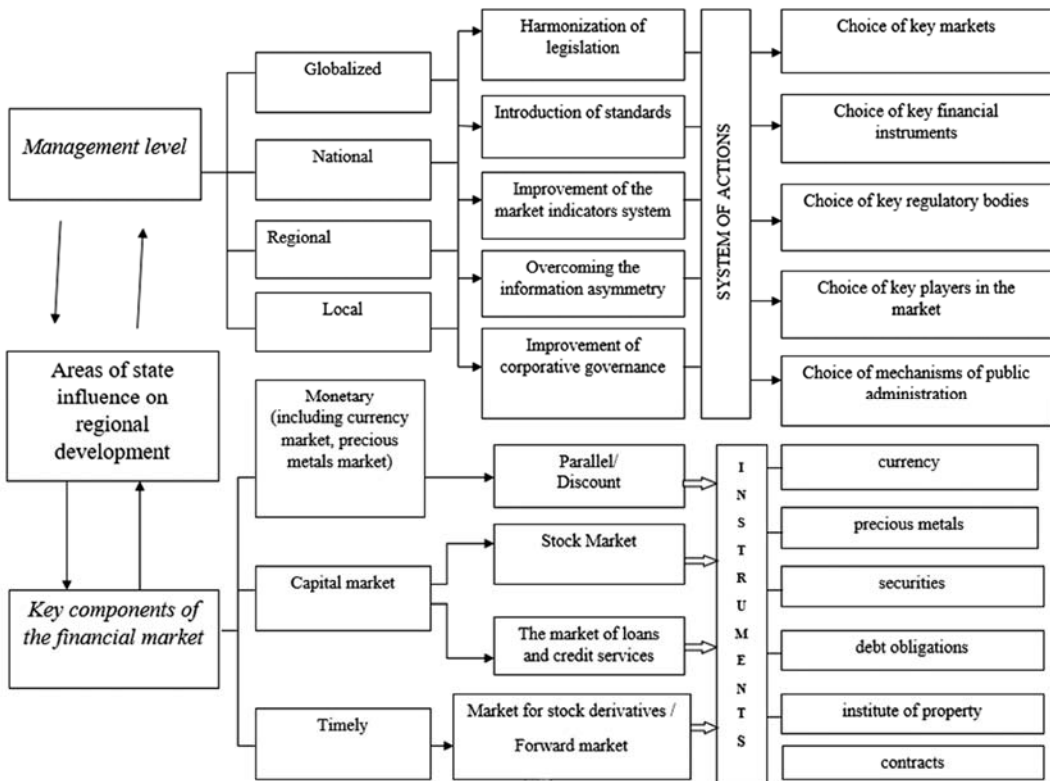 Management level
Areas of state
influence on
regional
development
Key components of
the financial market
Globalized
National
Regional
Local
Harmonization of
legislation
Introduction of standards
Improvement of the
market indicators system
Overcoming the
information asymmetry
Improvement of
corporative governance
SYSTEM OF ACTIONS
Choice of key markets
Choice of key financial
instruments
Choice of key regulatory bodies
Choice of key players in the
market
Choice of mechanisms of public
administration
Monetary
(including currency
market, precious
metals market)
Capital market
Timely
Parallel/
Discount
Stock Market
The market of loans
and credit services
Market for stock derivatives /
Forward market
INSTRUMENTS
currency
precious metals
securities
debt obligations
institute of property
contracts